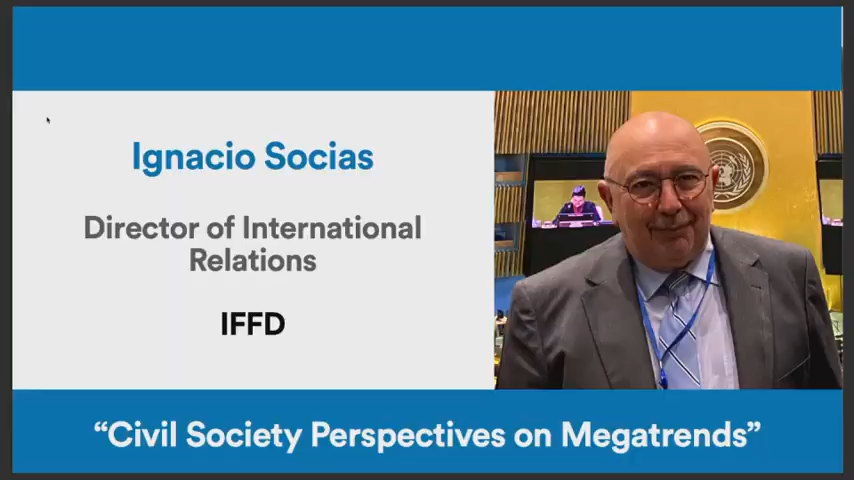 Ignacio Socias
Director of International
Relations
IFFD
“Civil Society Perspectives on Megatrends”